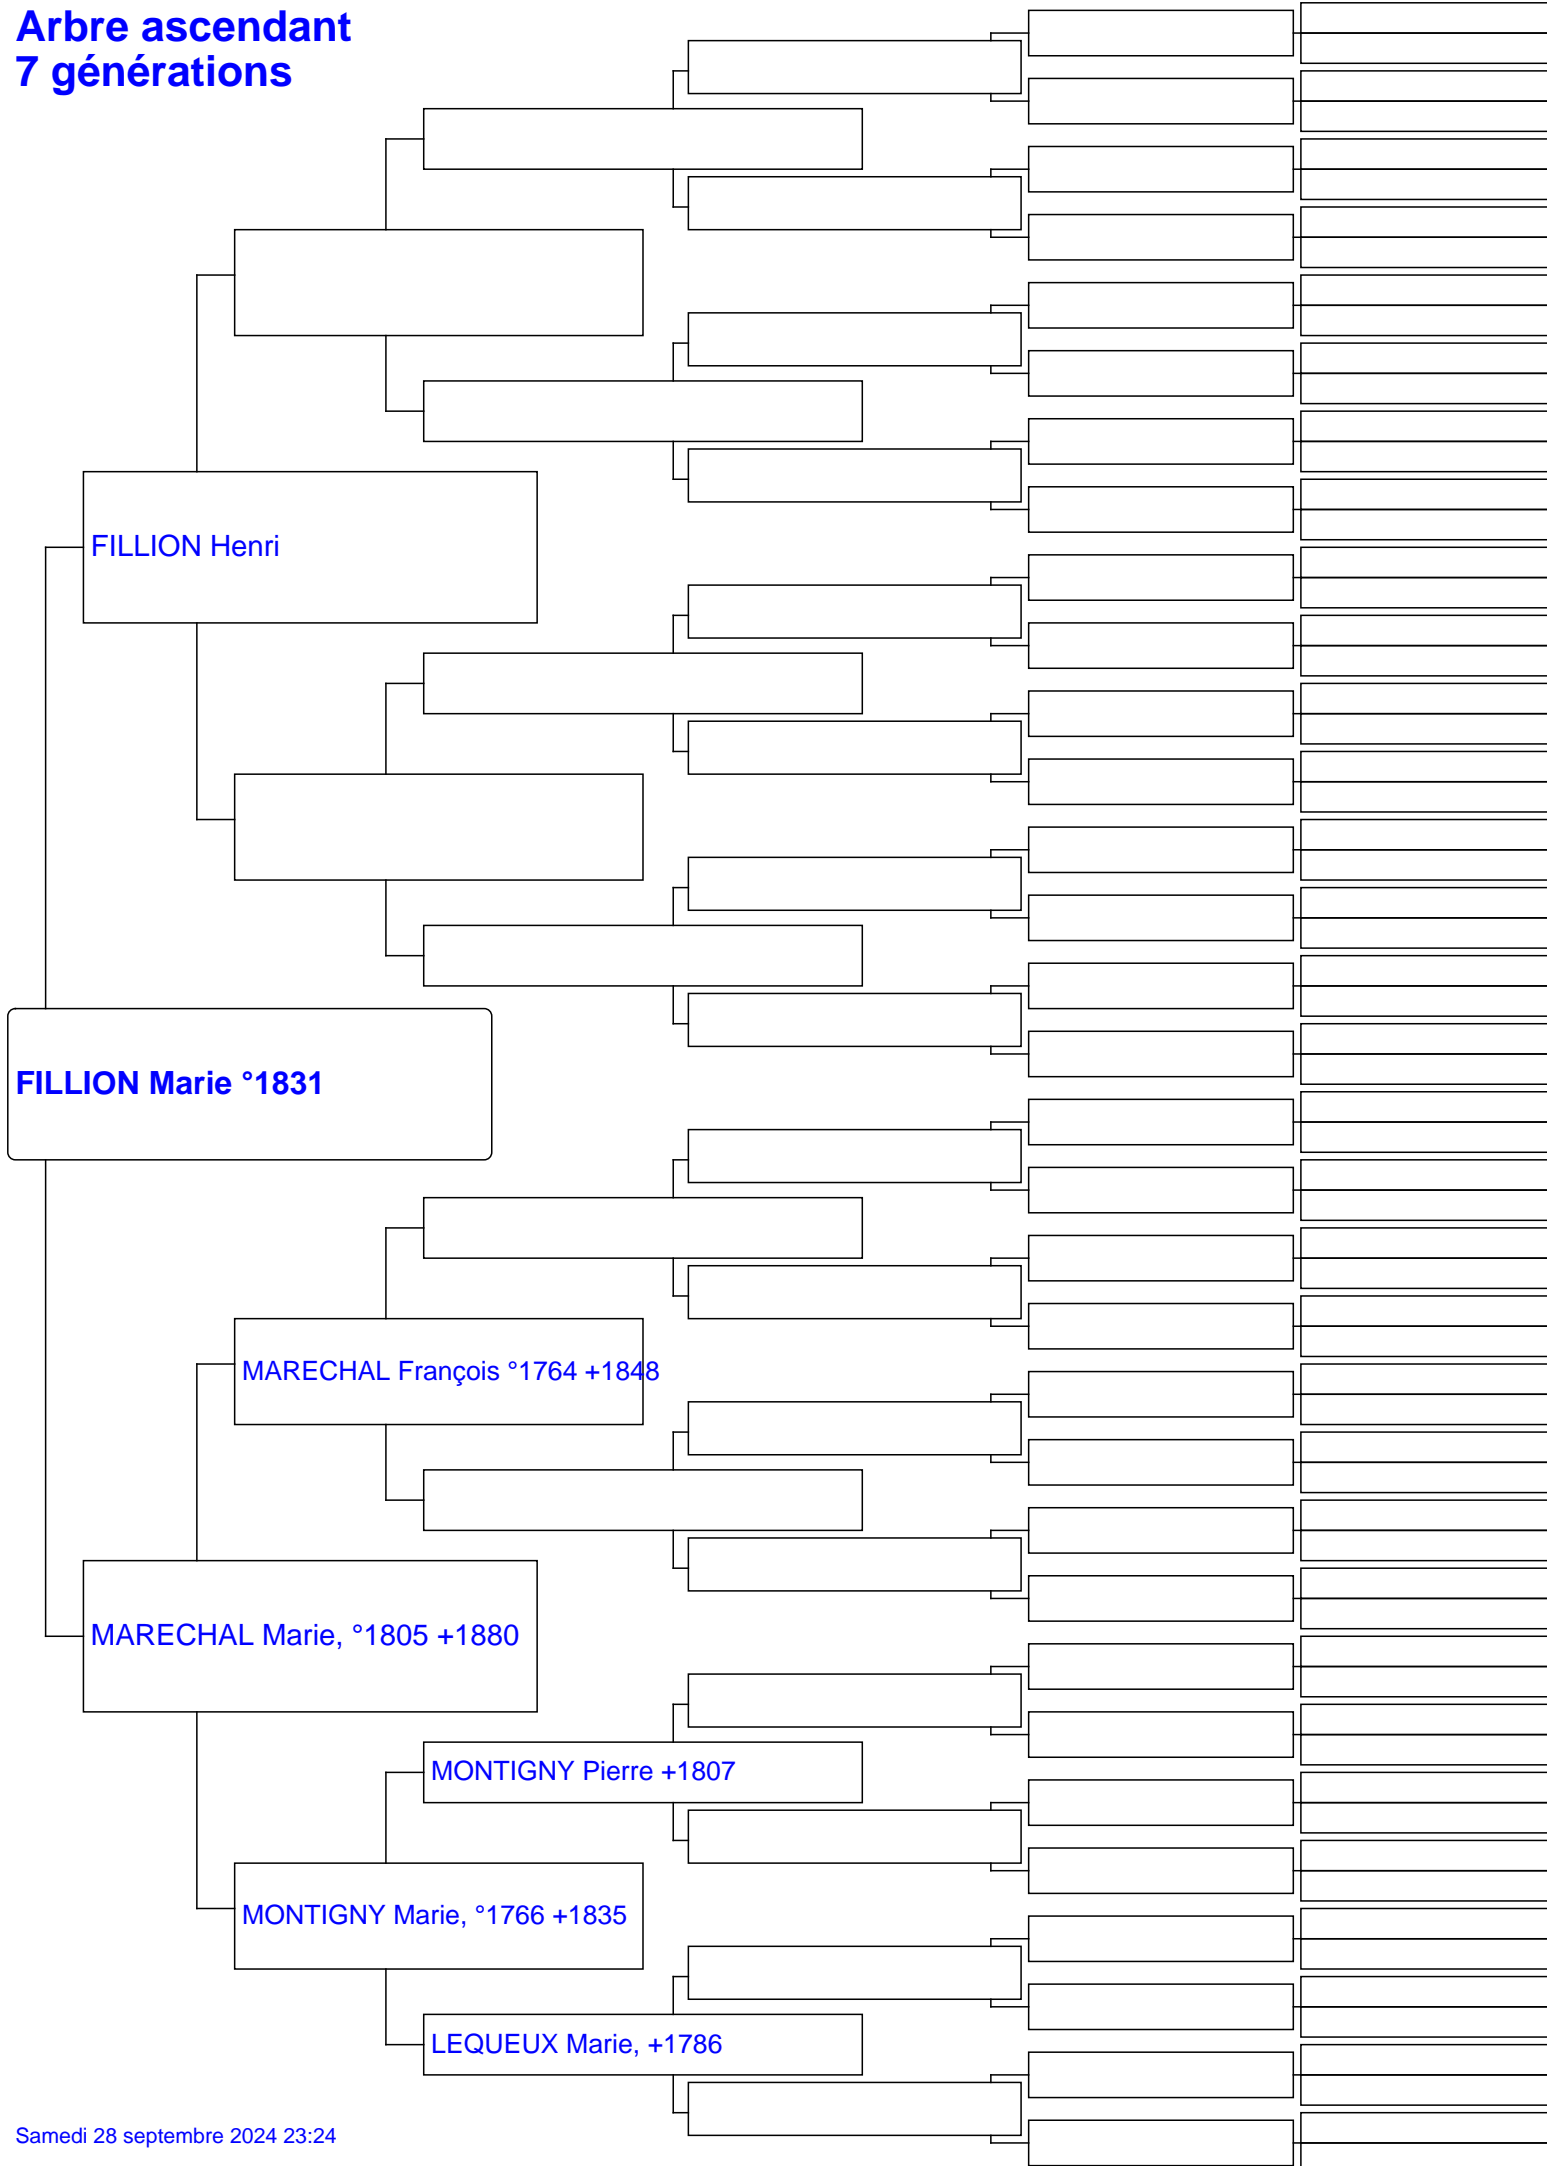 Arbre ascendant
7 générations
FILLION Henri
FILLION Marie °1831
MARECHAL François °1764 +1848
MARECHAL Marie, °1805 +1880
MONTIGNY Pierre +1807
MONTIGNY Marie, °1766 +1835
LEQUEUX Marie, +1786
Samedi 28 septembre 2024 23:24